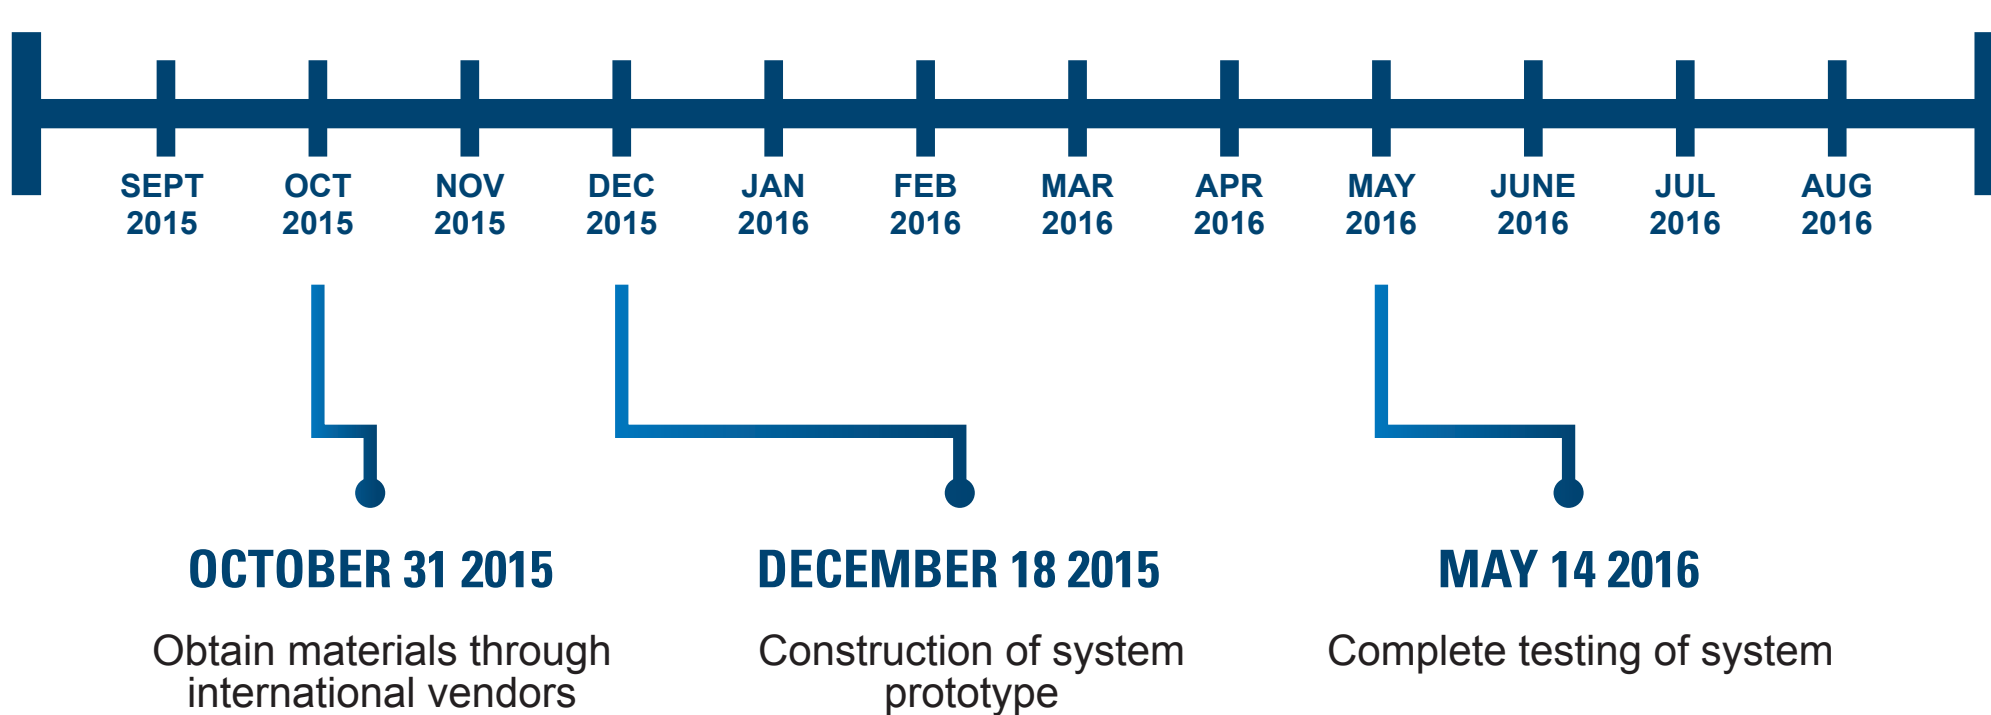 SEPT OCT NOV DEC JAN FEB MAR APR MAY JUNE JUL AUG
2015 2015 2015 2015 2016 2016 2016 2016 2016 2016 2016 2016
OCTOBER 31 2015
Obtain materials through
international vendors
DECEMBER 18 2015
Construction of system
prototype
MAY 14 2016
Complete testing of system